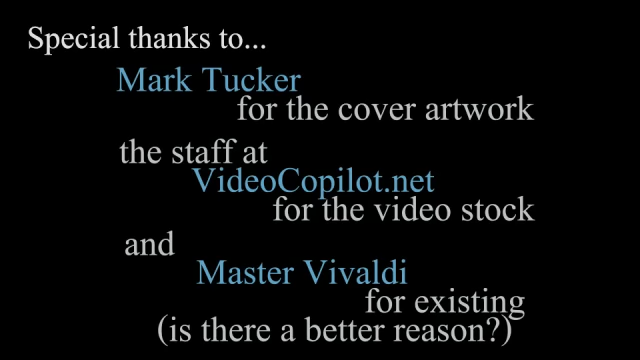 Special thanks to...
Mark Tucker
for the cover artwork
the staff at
VideoCopilot.net
for the video stock
and
Master Vivaldi
for existing
(is there a better reason?)